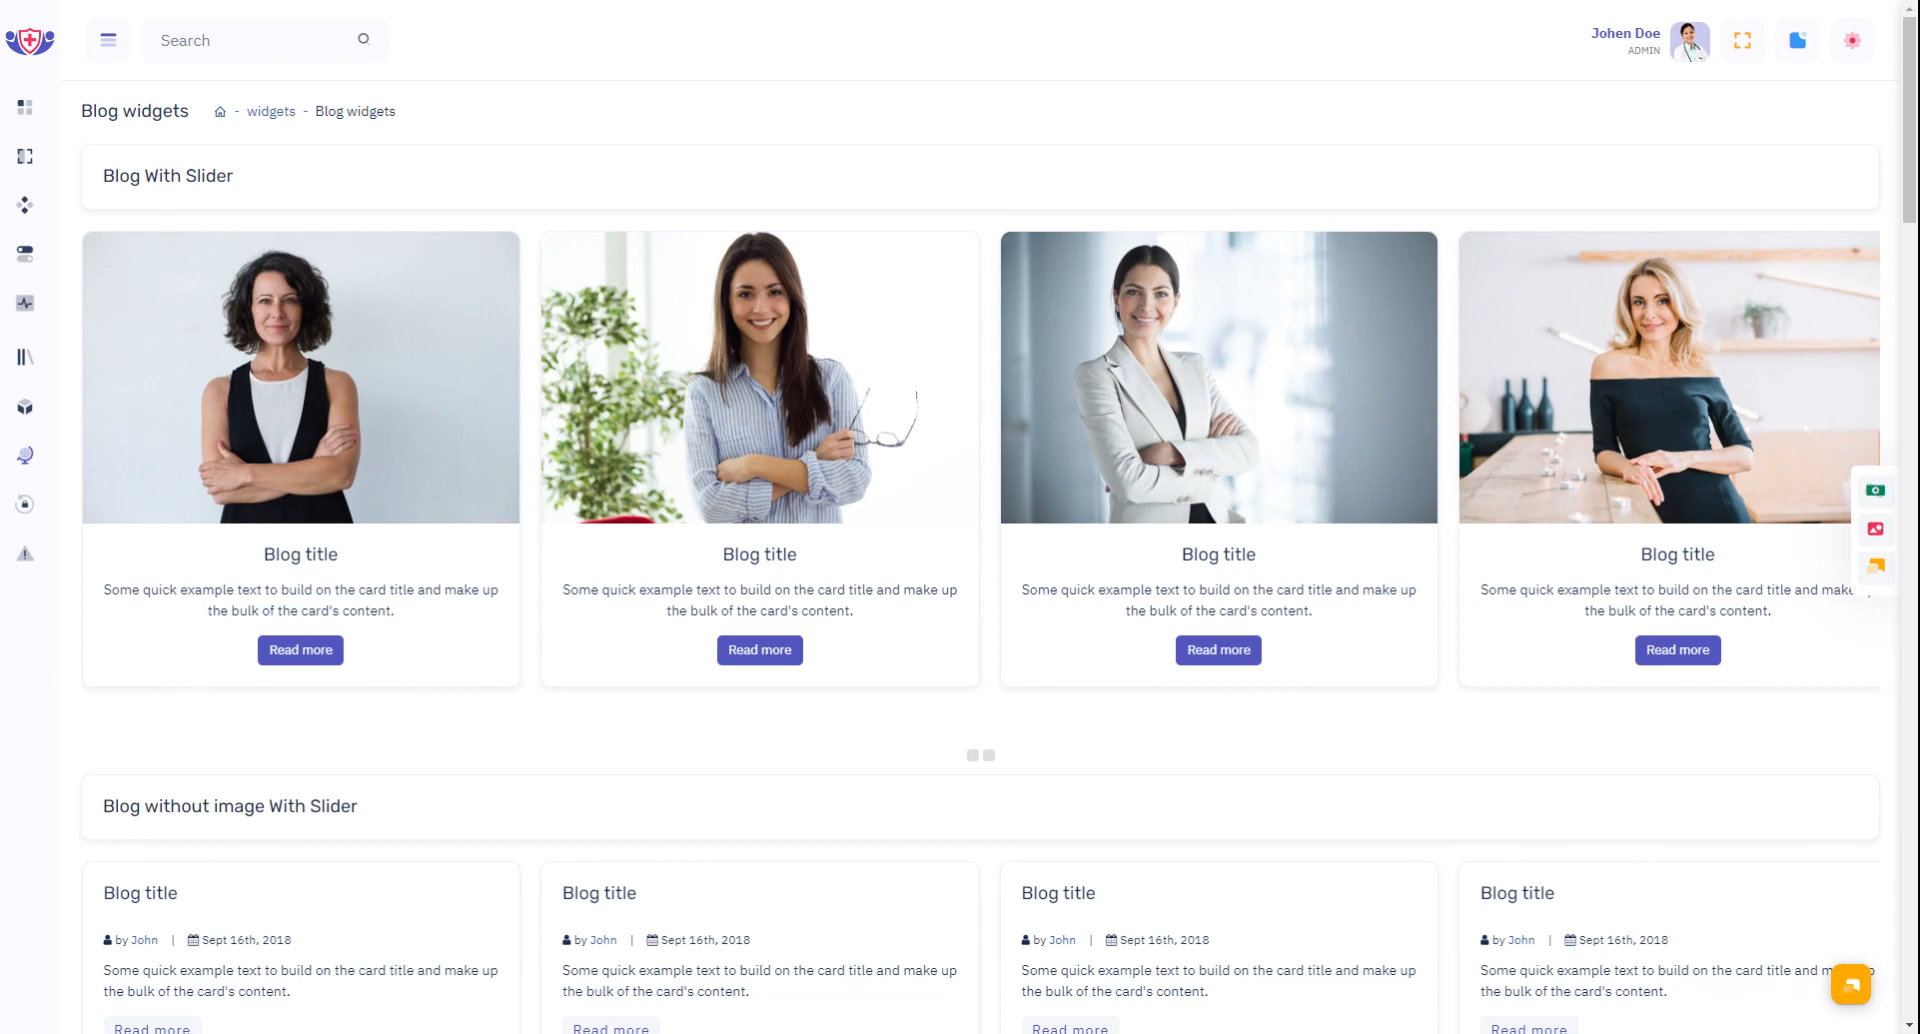 Search
Johen Doe
ADMIN
Blog widgets
- widgets - Blog widgets
Blog With Slider
Blog title
Some quick example text to build on the card title and make up
the bulk of the card's content.
Read more
Blog title
Some quick example text to build on the card title and make up
the bulk of the card's content.
Read more
Blog title
Some quick example text to build on the card title and make up
the bulk of the card's content.
Read more
Blog title
Some quick example text to build on the card title and make
the bulk of the card's content.
Read more
Blog without image With Slider
Blog title
by John | Sept 16th, 2018
Some quick example text to build on the card title and make up
the bulk of the card's content.
Read more
Blog title
by John | Sept 16th, 2018
Some quick example text to build on the card title and make up
the bulk of the card's content.
Read more
Blog title
by John | Sept 16th, 2018
Some quick example text to build on the card title and make up
the bulk of the card's content.
Read more
Blog title
by John | Sept 16th, 2018
Some quick example text to build on the card title and
the bulk of the card's content.
Read more